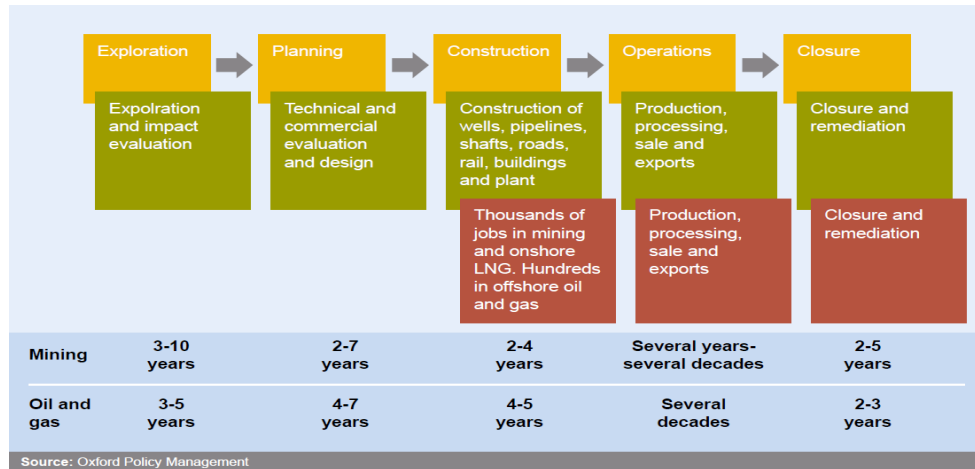 Exploration
Planning
Construction
Operations
Closure
Expolration
and impact
evaluation
Technical and
commercial
evaluation
and design
Construction of
wells, pipelines,
shafts, roads,
rail, buildings
and plant
Production,
processing,
sale and
exports
Closure and
remediation
Thousands of
jobs in mining
and onshore
LNG. Hundreds
in offshore oil
and gas
Production,
processing,
sale and
exports
Closure and
remediation
Mining
3-10
years
2-7
years
2-4
years
Several years-
several decades
2-5
years
Oil and
gas
3-5
years
4-7
years
4-5
years
Several
decades
2-3
years
Source: Oxford Policy Management